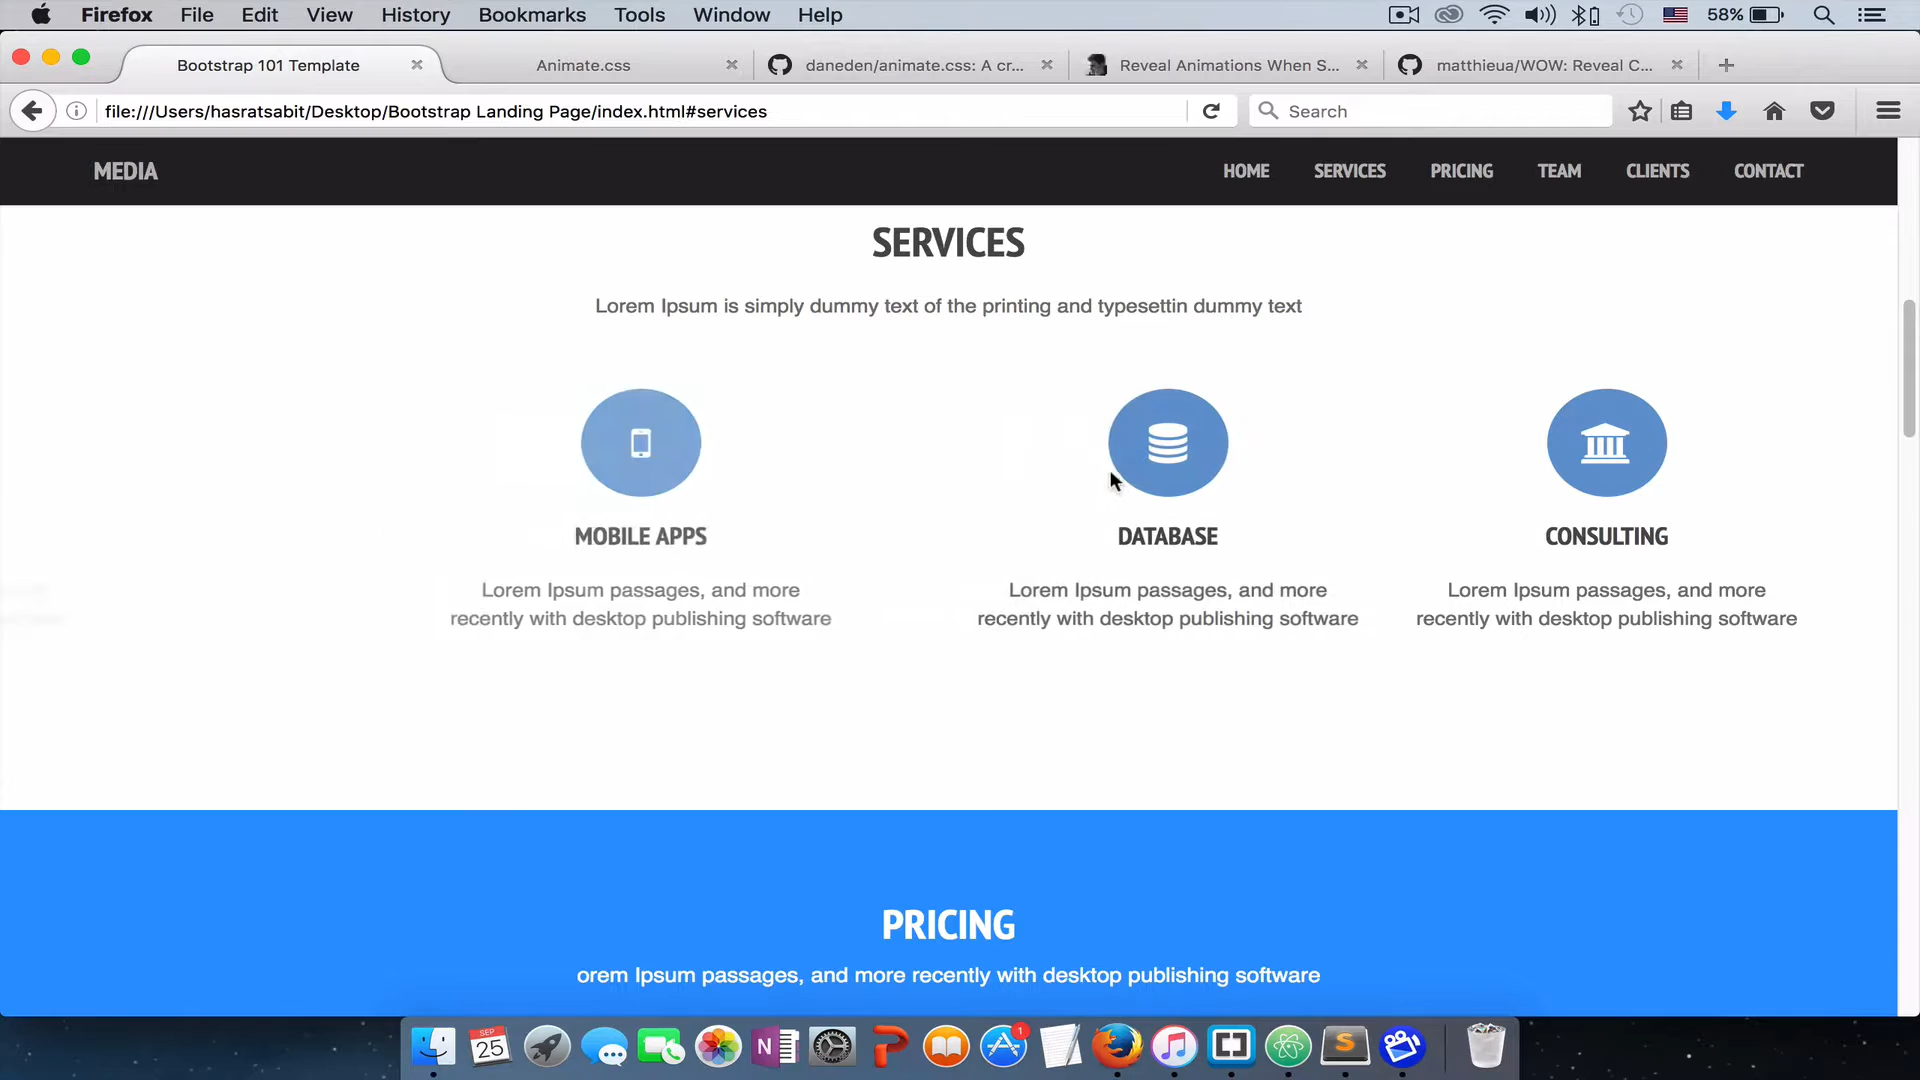 Firefox File Edit View History Bookmarks Tools Window Help 58%
Bootstrap 101 Template Animate.css daneden/animate.css: A cr... Reveal Animations When S... matthieua/WOW: Reveal C...
file:///Users/hasratsabit/Desktop/Bootstrap Landing Page/index.html#services Search
MEDIA HOME SERVICES PRICING TEAM CLIENTS CONTACT
SERVICES
Lorem Ipsum is simply dummy text of the printing and typesettin dummy text
MOBILE APPS DATABASE CONSULTING
Lorem Ipsum passages, and more Lorem Ipsum passages, and more Lorem Ipsum passages, and more
recently with desktop publishing software recently with desktop publishing software recently with desktop publishing software
PRICING
orem Ipsum passages, and more recently with desktop publishing software
SEP
25
N
1
S